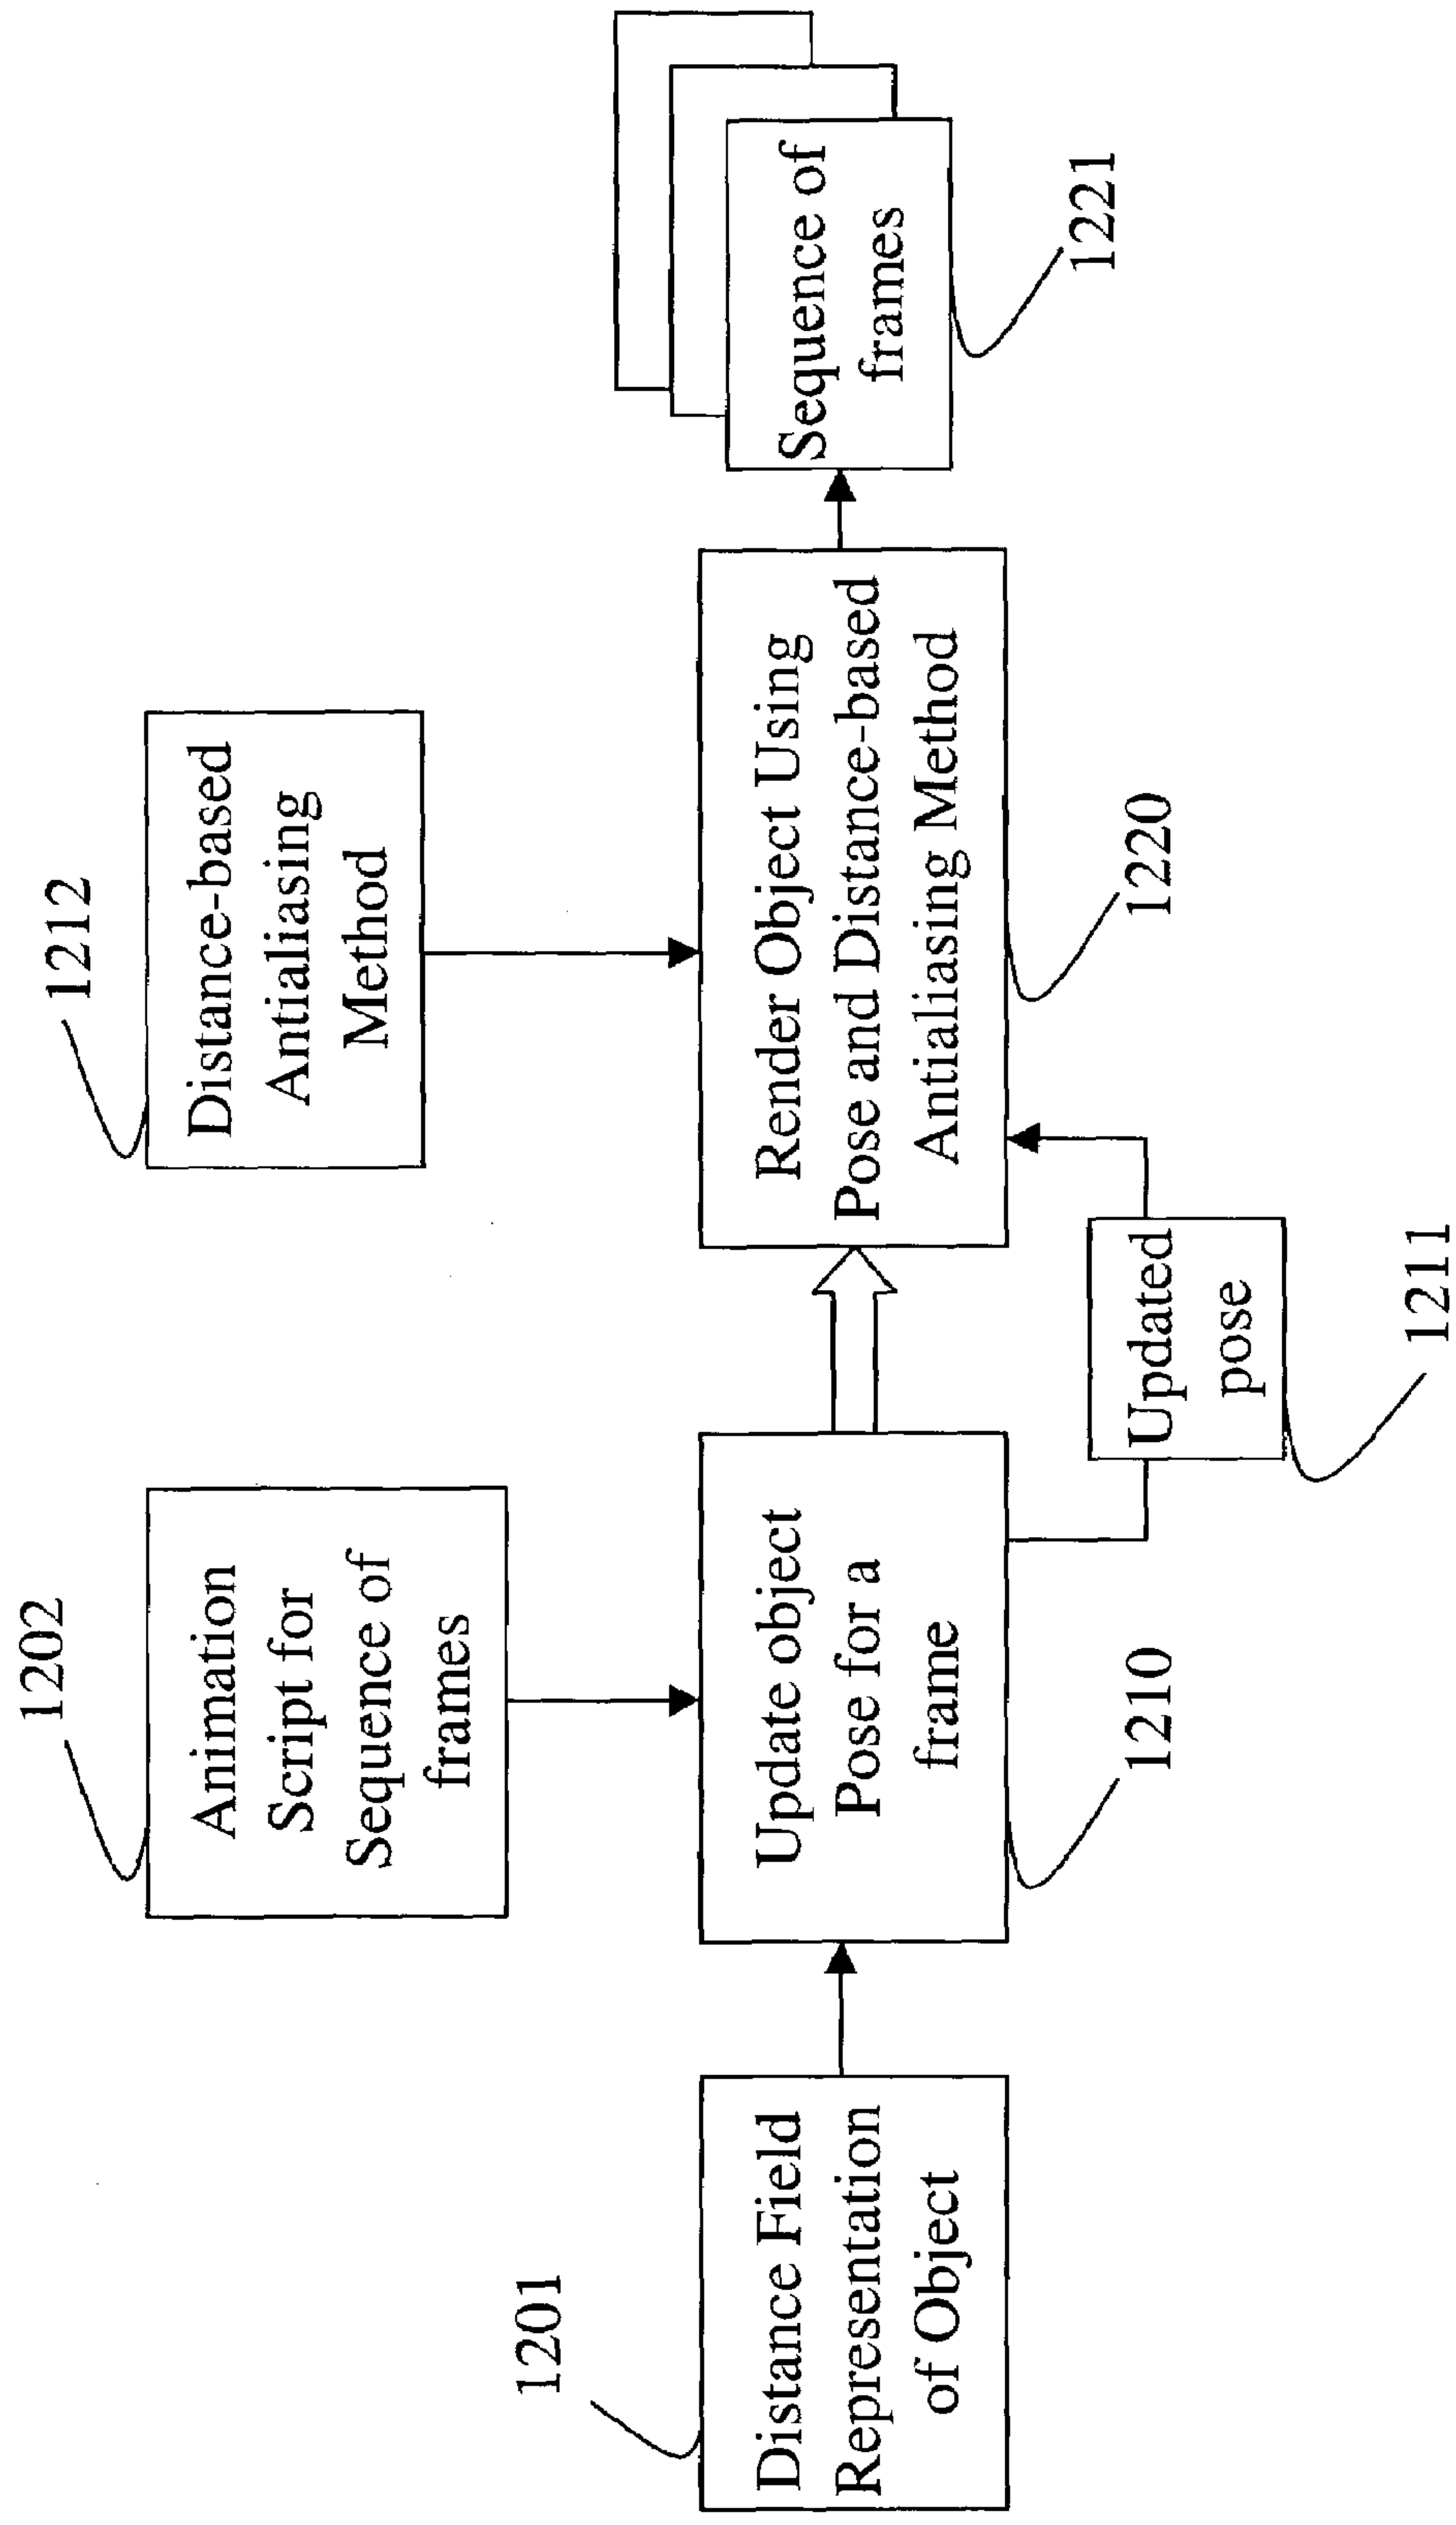 1201
Distance Field
Representation
of Object
1202
Animation
Script for
Sequence of
frames
Update object
Pose for a
frame
1210
Updated
pose
1211
1212
Distance-based
Antialiasing
Method
Render Object Using
Pose and Distance-based
Antialiasing Method
1220
Sequence of
frames
1221